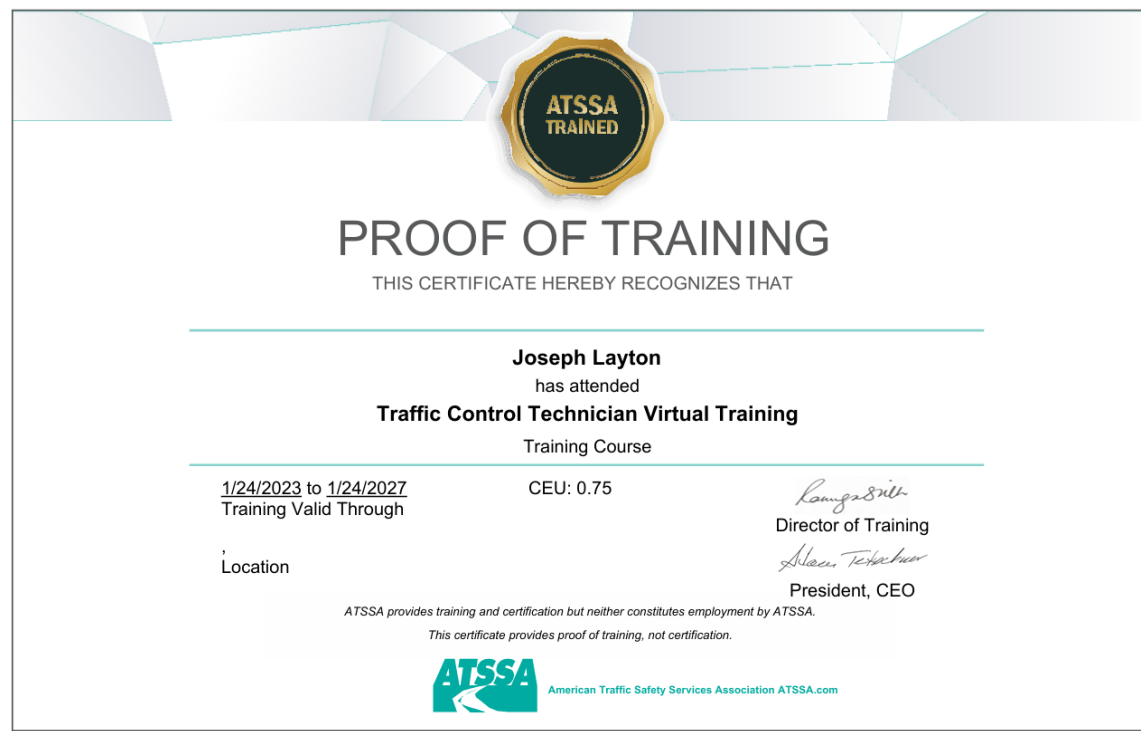 ATSSA
TRAINED
PROOF OF TRAINING
THIS CERTIFICATE HEREBY RECOGNIZES THAT
Joseph Layton
has attended
Traffic Control Technician Virtual Training
Training Course
1/24/2023 to 1/24/2027
Training Valid Through
CEU: 0.75
,
Location
Director of Training
President, CEO
ATSSA provides training and certification but neither constitutes employment by ATSSA.
This certificate provides proof of training, not certification.
ATSSA
American Traffic Safety Services Association ATSSA.com